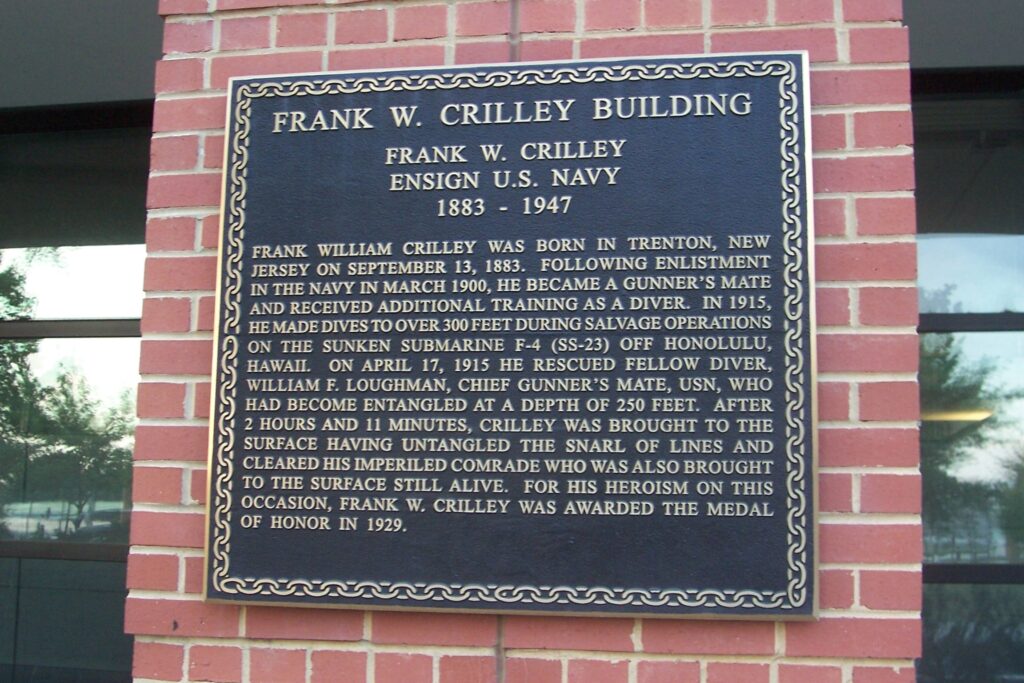 FRANK W. CRILLEY BUILDING
FRANK W. CRILLEY
ENSIGN U.S. NAVY
1883 - 1947
FRANK WILLIAM CRILLEY WAS BORN IN TRENTON, NEW
JERSEY ON SEPTEMBER 13, 1883. FOLLOWING ENLISTMENT
IN THE NAVY IN MARCH 1900, HE BECAME A GUNNER'S MATE
AND RECEIVED ADDITIONAL TRAINING AS A DIVER. IN 1915,
HE MADE DIVES TO OVER 300 FEET DURING SALVAGE OPERATIONS
ON THE SUNKEN SUBMARINE F-4 (SS-23) OFF HONOLULU,
HAWAII. ON APRIL 17, 1915 HE RESCUED FELLOW DIVER,
WILLIAM F. LOUGHMAN, CHIEF GUNNER'S MATE, USN, WHO
HAD BECOME ENTANGLED AT A DEPTH OF 250 FEET. AFTER
2 HOURS AND 11 MINUTES, CRILLEY WAS BROUGHT TO THE
SURFACE HAVING UNTANGLED THE SNARL OF LINES AND
CLEARED HIS IMPERILED COMRADE WHO WAS ALSO BROUGHT
TO THE SURFACE STILL ALIVE. FOR HIS HEROISM ON THIS
OCCASION, FRANK W. CRILLEY WAS AWARDED THE MEDAL
OF HONOR IN 1929.